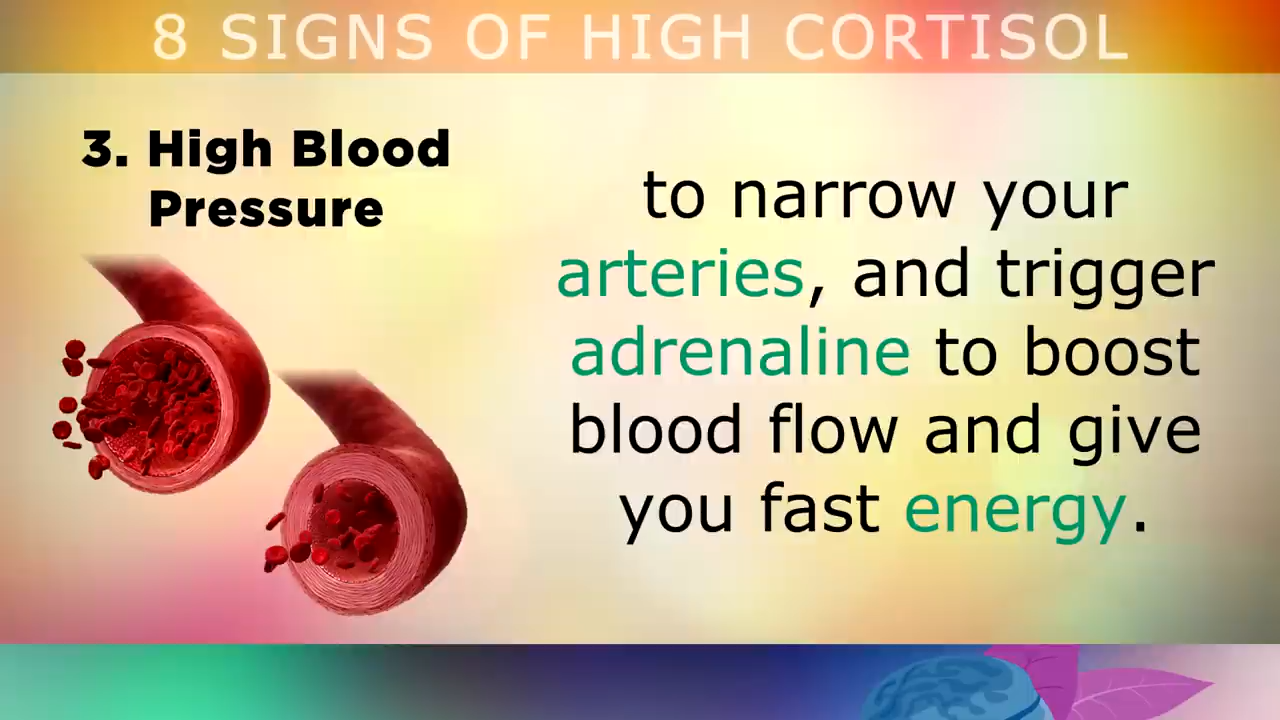 8 SIGNS OF HIGH CORTISOL
3. High Blood
Pressure
to narrow your
arteries, and trigger
adrenaline to boost
blood flow and give
you fast energy.